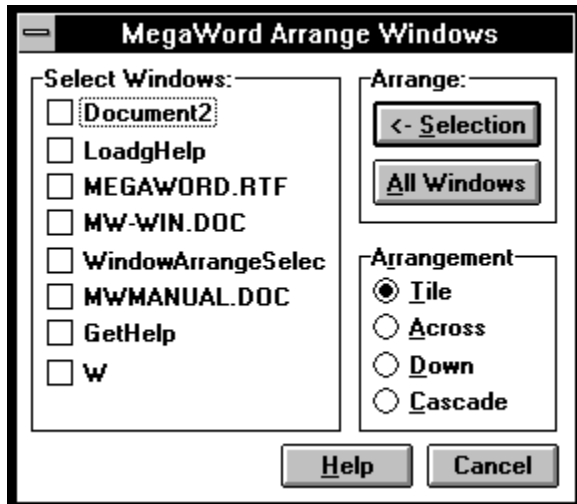 MegaWord Arrange Windows
Select Windows:
Document2
LoadgHelp
MEGAWORD.RTF
MW-WIN.DOC
WindowArrangeSelec
MWMANUAL.DOC
GetHelp
W
Arrange:
<- Selection
All Windows
Arrangement
Tile
Across
Down
Cascade
Help
Cancel